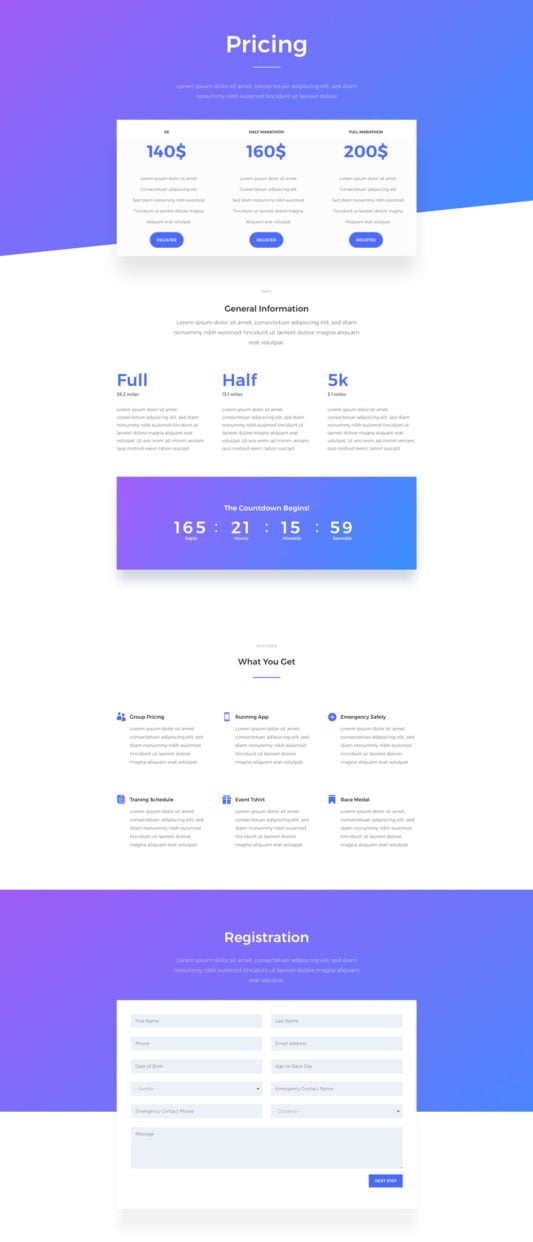 Pricing
Lorem ipsum dolor sit amet, consectetuer adipiscing elit, sed diam
nonummy nibh euismod tincidunt ut laoreet dolore
5K
HALF MARATHON
FULL MARATHON
140$
160$
200$
Lorem ipsum dolor sit amet
Lorem ipsum dolor sit amet
Lorem ipsum dolor sit amet
Consectetuer adipiscing elit
Consectetuer adipiscing elit
Consectetuer adipiscing elit
Sed diam nonummy nibh euismod
Sed diam nonummy nibh euismod
Sed diam nonummy nibh euismod
Tincidunt ut laoreet dolore magna
Tincidunt ut laoreet dolore magna
Tincidunt ut laoreet dolore magna
Aliquam erat volutpat
Aliquam erat volutpat
Aliquam erat volutpat
REGISTER
REGISTER
REGISTER
INFO
General Information
Lorem ipsum dolor sit amet, consectetuer adipiscing elit, sed diam
nonummy nibh euismod tincidunt ut laoreet dolore magna aliquam
erat volutpat
Full
26.2 miles
Lorem ipsum dolor sit amet,
consectetuer adipiscing elit, sed diam
nonummy nibh euismod tincidunt ut
laoreet dolore magna aliquam erat
volutpat. Ut wisi enim ad minim veniam,
quis nostrud exerci tation suscipit
Half
13.1 miles
Lorem ipsum dolor sit amet,
consectetuer adipiscing elit, sed diam
nonummy nibh euismod tincidunt ut
laoreet dolore magna aliquam erat
volutpat. Ut wisi enim ad minim veniam,
quis nostrud exerci tation suscipit
5k
3.1 miles
Lorem ipsum dolor sit amet,
consectetuer adipiscing elit, sed diam
nonummy nibh euismod tincidunt ut
laoreet dolore magna aliquam erat
volutpat. Ut wisi enim ad minim veniam,
quis nostrud exerci tation suscipit
The Countdown Begins!
165 : 21 : 15 : 59
Day(s) Hour(s) Minute(s) Second(s)
FEATURES
What You Get
Group Pricing
Lorem ipsum dolor sit amet,
consectetuer adipiscing elit, sed
diam nonummy nibh euismod
tincidunt ut laoreet dolore
magna aliquam erat volutpat
Running App
Lorem ipsum dolor sit amet,
consectetuer adipiscing elit, sed
diam nonummy nibh euismod
tincidunt ut laoreet dolore
magna aliquam erat volutpat
Emergency Safety
Lorem ipsum dolor sit amet,
consectetuer adipiscing elit, sed
diam nonummy nibh euismod
tincidunt ut laoreet dolore
magna aliquam erat volutpat
Traning Schedule
Lorem ipsum dolor sit amet,
consectetuer adipiscing elit, sed
diam nonummy nibh euismod
tincidunt ut laoreet dolore
magna aliquam erat volutpat
Event Tshirt
Lorem ipsum dolor sit amet,
consectetuer adipiscing elit, sed
diam nonummy nibh euismod
tincidunt ut laoreet dolore
magna aliquam erat volutpat
Race Medal
Lorem ipsum dolor sit amet,
consectetuer adipiscing elit, sed
diam nonummy nibh euismod
tincidunt ut laoreet dolore
magna aliquam erat volutpat
Registration
Lorem ipsum dolor sit amet, consectetuer adipiscing elit, sed diam
nonummy nibh euismod tincidunt ut laoreet dolore magna aliquam
erat volutpat
First Name
Last Name
Phone
Email Address
Date of Birth
Age on Race Day
- Gender -
Emergency Contact Name
Emergency Contact Phone
- Distance -
Message
NEXT STEP